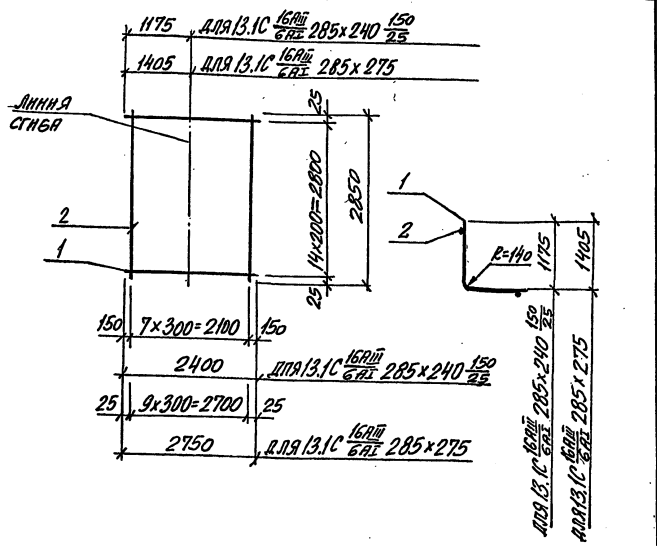 1175 ДЛЯ 13.1С 16АIII/6АI 285×240 150/25
1405 ДЛЯ 13.1С 16АIII/6АI 285×275
ЛИНИЯ
СГИБА
25
14×200=2800
2850
25
2
1
150 7×300=2100 150
2400 ДЛЯ 13.1С 16АIII/6АI 285×240 150/25
25 9×300=2700 25
2750 ДЛЯ 13.1С 16АIII/6АI 285×275
1
2
R=140
1175
1405
ДЛЯ 13.1С 16АIII/6АI 285×240 150/25
ДЛЯ 13.1С 16АIII/6АI 285×275